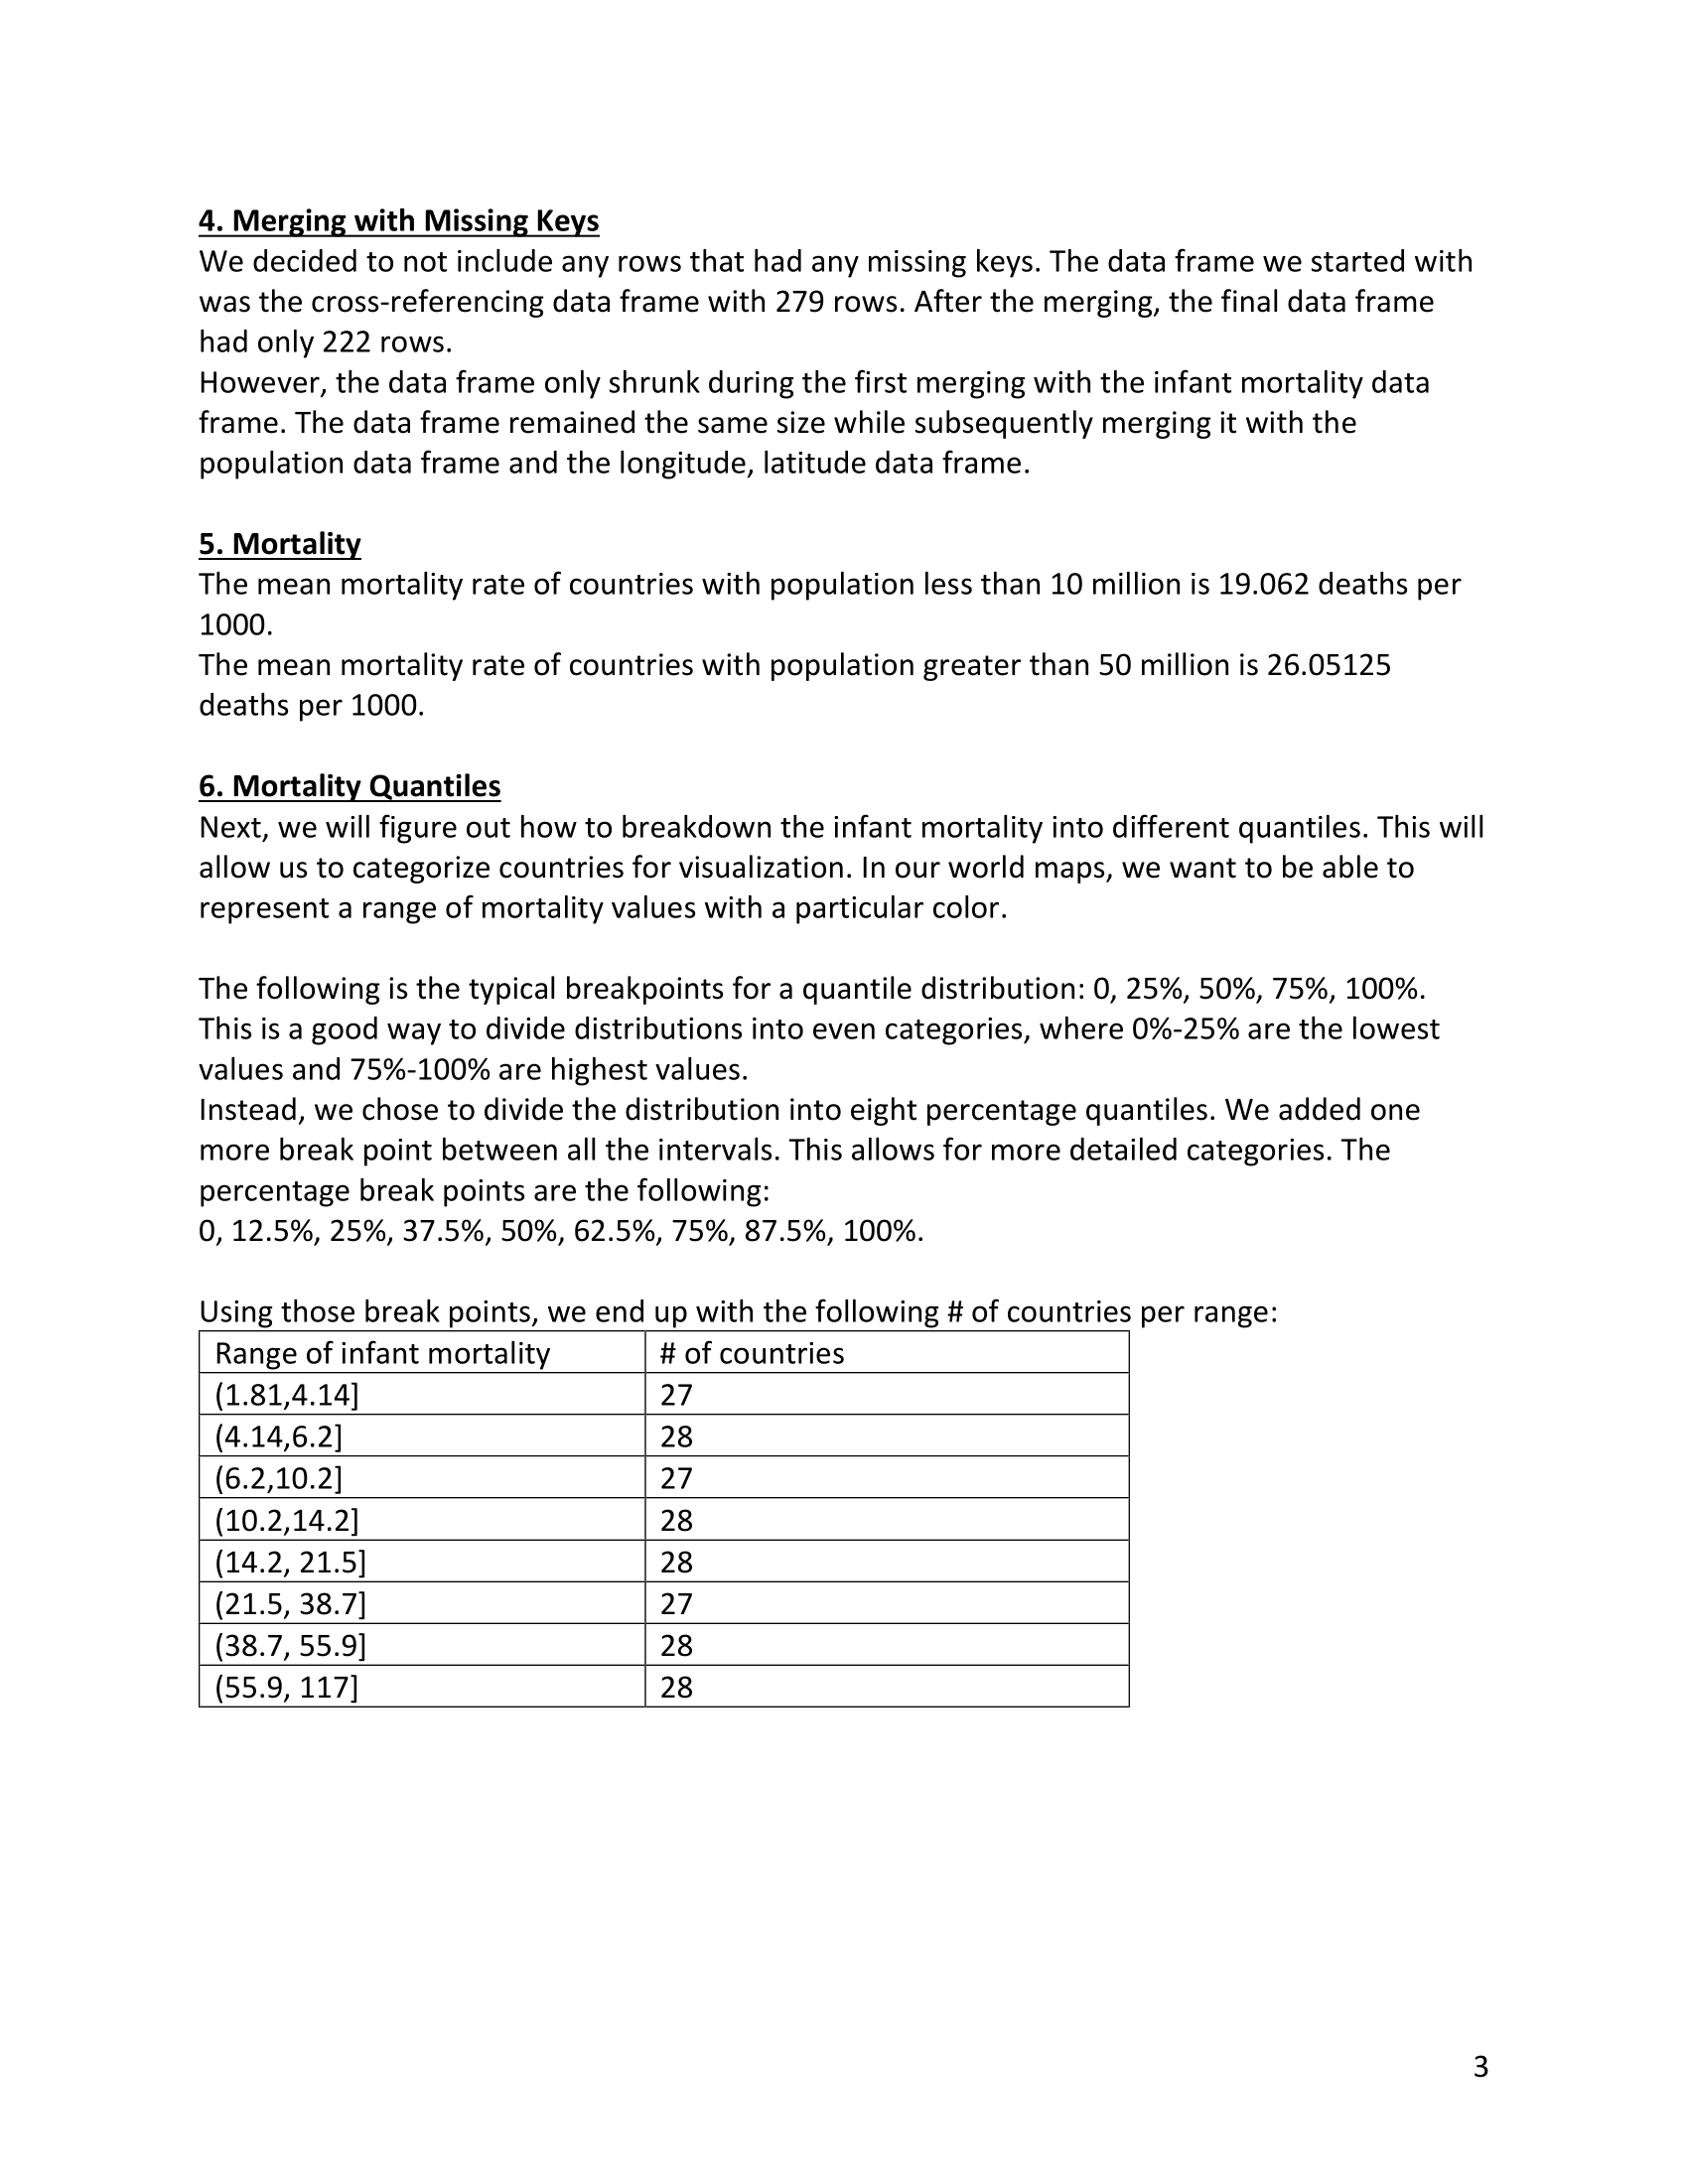 4. Merging with Missing Keys
We decided to not include any rows that had any missing keys. The data frame we started with
was the cross-referencing data frame with 279 rows. After the merging, the final data frame
had only 222 rows.
However, the data frame only shrunk during the first merging with the infant mortality data
frame. The data frame remained the same size while subsequently merging it with the
population data frame and the longitude, latitude data frame.
5. Mortality
The mean mortality rate of countries with population less than 10 million is 19.062 deaths per
1000.
The mean mortality rate of countries with population greater than 50 million is 26.05125
deaths per 1000.
6. Mortality Quantiles
Next, we will figure out how to breakdown the infant mortality into different quantiles. This will
allow us to categorize countries for visualization. In our world maps, we want to be able to
represent a range of mortality values with a particular color.
The following is the typical breakpoints for a quantile distribution: 0, 25%, 50%, 75%, 100%.
This is a good way to divide distributions into even categories, where 0%-25% are the lowest
values and 75%-100% are highest values.
Instead, we chose to divide the distribution into eight percentage quantiles. We added one
more break point between all the intervals. This allows for more detailed categories. The
percentage break points are the following:
0, 12.5%, 25%, 37.5%, 50%, 62.5%, 75%, 87.5%, 100%.
Using those break points, we end up with the following # of countries per range:
Range of infant mortality # of countries
(1.81,4.14] 27
(4.14,6.2] 28
(6.2,10.2] 27
(10.2,14.2] 28
(14.2, 21.5] 28
(21.5, 38.7] 27
(38.7, 55.9] 28
(55.9, 117] 28
3